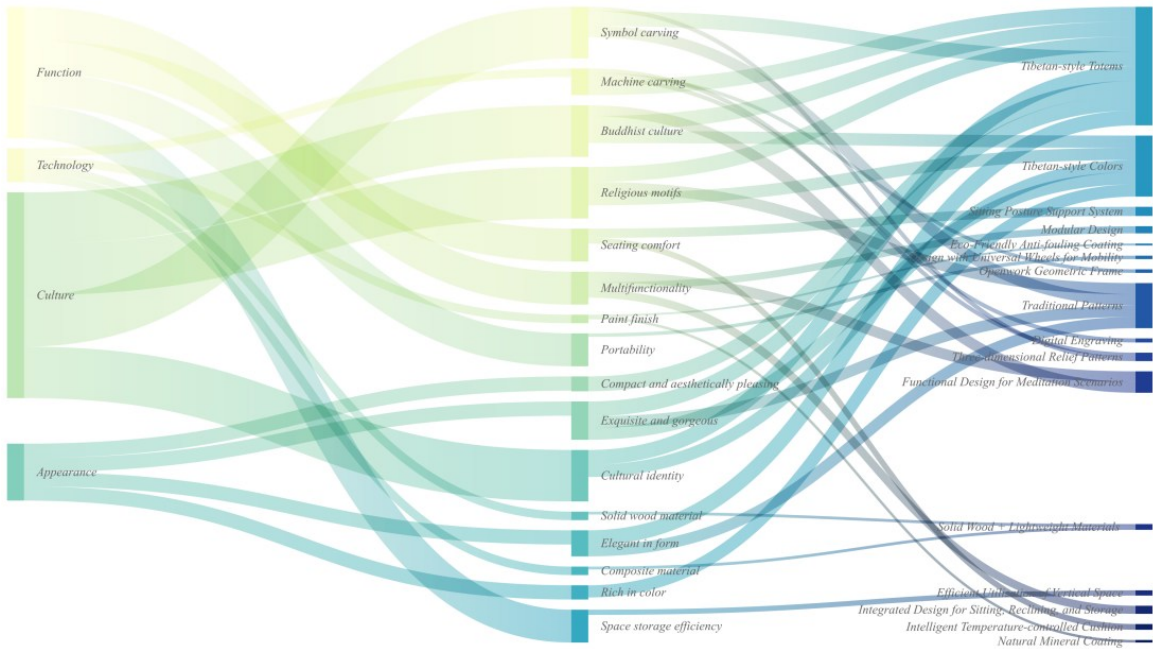 Function
Technology
Culture
Appearance
Symbol carving
Machine carving
Buddhist culture
Religious motifs
Seating comfort
Multifunctionality
Paint finish
Portability
Compact and aesthetically pleasing
Exquisite and gorgeous
Cultural identity
Solid wood material
Elegant in form
Composite material
Rich in color
Space storage efficiency
Tibetan-style Totems
Tibetan-style Colors
Sitting Posture Support System
Modular Design
Eco-Friendly Anti-fouling Coating
Design with Universal Wheels for Mobility
Openwork Geometric Frame
Traditional Patterns
Digital Engraving
Three-dimensional Relief Patterns
Functional Design for Meditation Scenarios
Solid Wood + Lightweight Materials
Efficient Utilization of Vertical Space
Integrated Design for Sitting, Reclining, and Storage
Intelligent Temperature-controlled Cushion
Natural Mineral Coating